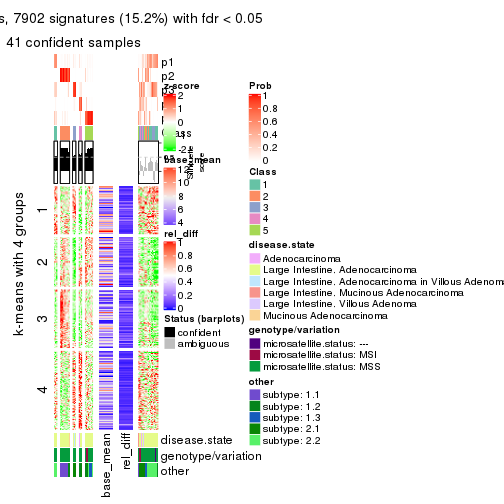 s, 7902 signatures (15.2%) with fdr < 0.05
41 confident samples
p1
p2
p3
z-score
2
1
0
-2
Class
Silhouette
score
base_mean
12
10
8
6
4
rel_diff
1
0.8
0.6
0.4
0.2
0
Status (barplots)
confident
ambiguous
k-means with 4 groups
1
2
3
4
base_mean
rel_diff
disease.state
genotype/variation
other
Prob
1
0.8
0.6
0.4
0.2
0
Class
1
2
3
4
5
disease.state
Adenocarcinoma
Large Intestine. Adenocarcinoma
Large Intestine. Adenocarcinoma in Villous Adenoma
Large Intestine. Mucinous Adenocarcinoma
Large Intestine. Villous Adenoma
Mucinous Adenocarcinoma
genotype/variation
microsatellite.status: ---
microsatellite.status: MSI
microsatellite.status: MSS
other
subtype: 1.1
subtype: 1.2
subtype: 1.3
subtype: 2.1
subtype: 2.2